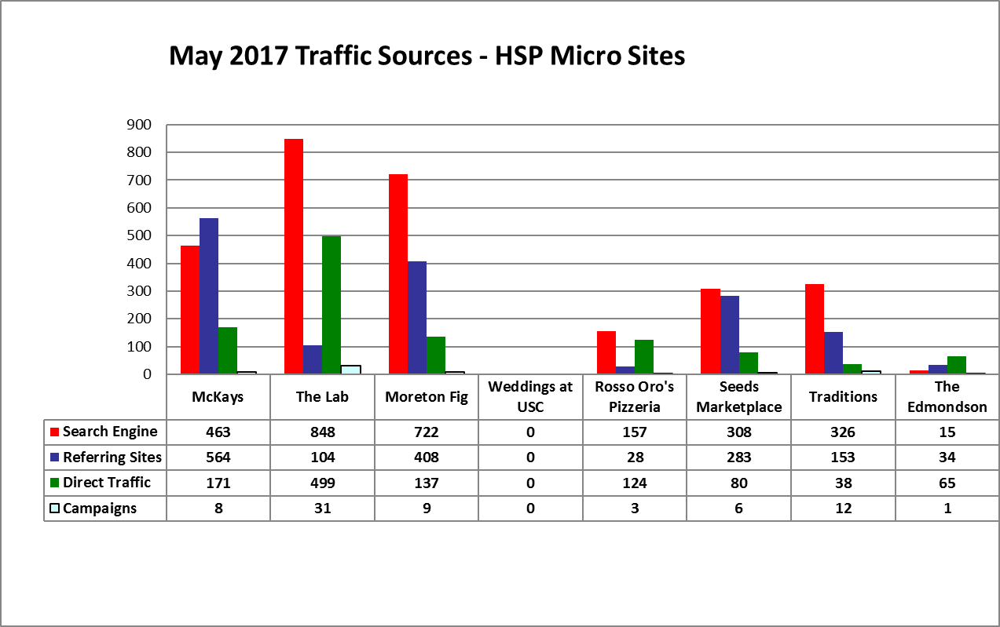 May 2017 Traffic Sources - HSP Micro Sites
900
800
700
600
500
400
300
200
100
0
McKays The Lab Moreton Fig Weddings at USC Rosso Oro's Pizzeria Seeds Marketplace Traditions The Edmondson
Search Engine 463 848 722 0 157 308 326 15
Referring Sites 564 104 408 0 28 283 153 34
Direct Traffic 171 499 137 0 124 80 38 65
Campaigns 8 31 9 0 3 6 12 1